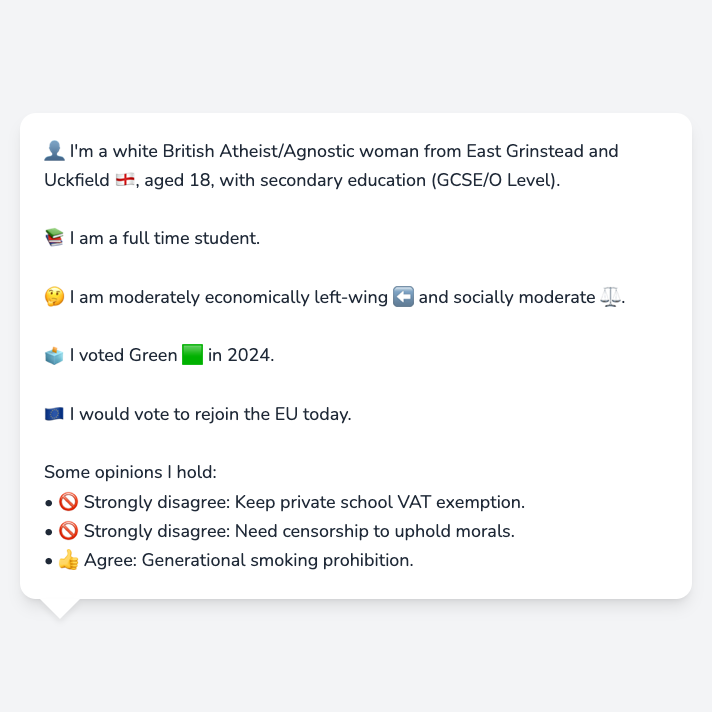 👤 I'm a white British Atheist/Agnostic woman from East Grinstead and
Uckfield 🏴󠁧󠁢󠁥󠁮󠁧󠁿, aged 18, with secondary education (GCSE/O Level).
📚 I am a full time student.
🤔 I am moderately economically left-wing ⬅️ and socially moderate ⚖️.
🗳️ I voted Green 🟩 in 2024.
🇪🇺 I would vote to rejoin the EU today.
Some opinions I hold:
• 🚫 Strongly disagree: Keep private school VAT exemption.
• 🚫 Strongly disagree: Need censorship to uphold morals.
• 👍 Agree: Generational smoking prohibition.